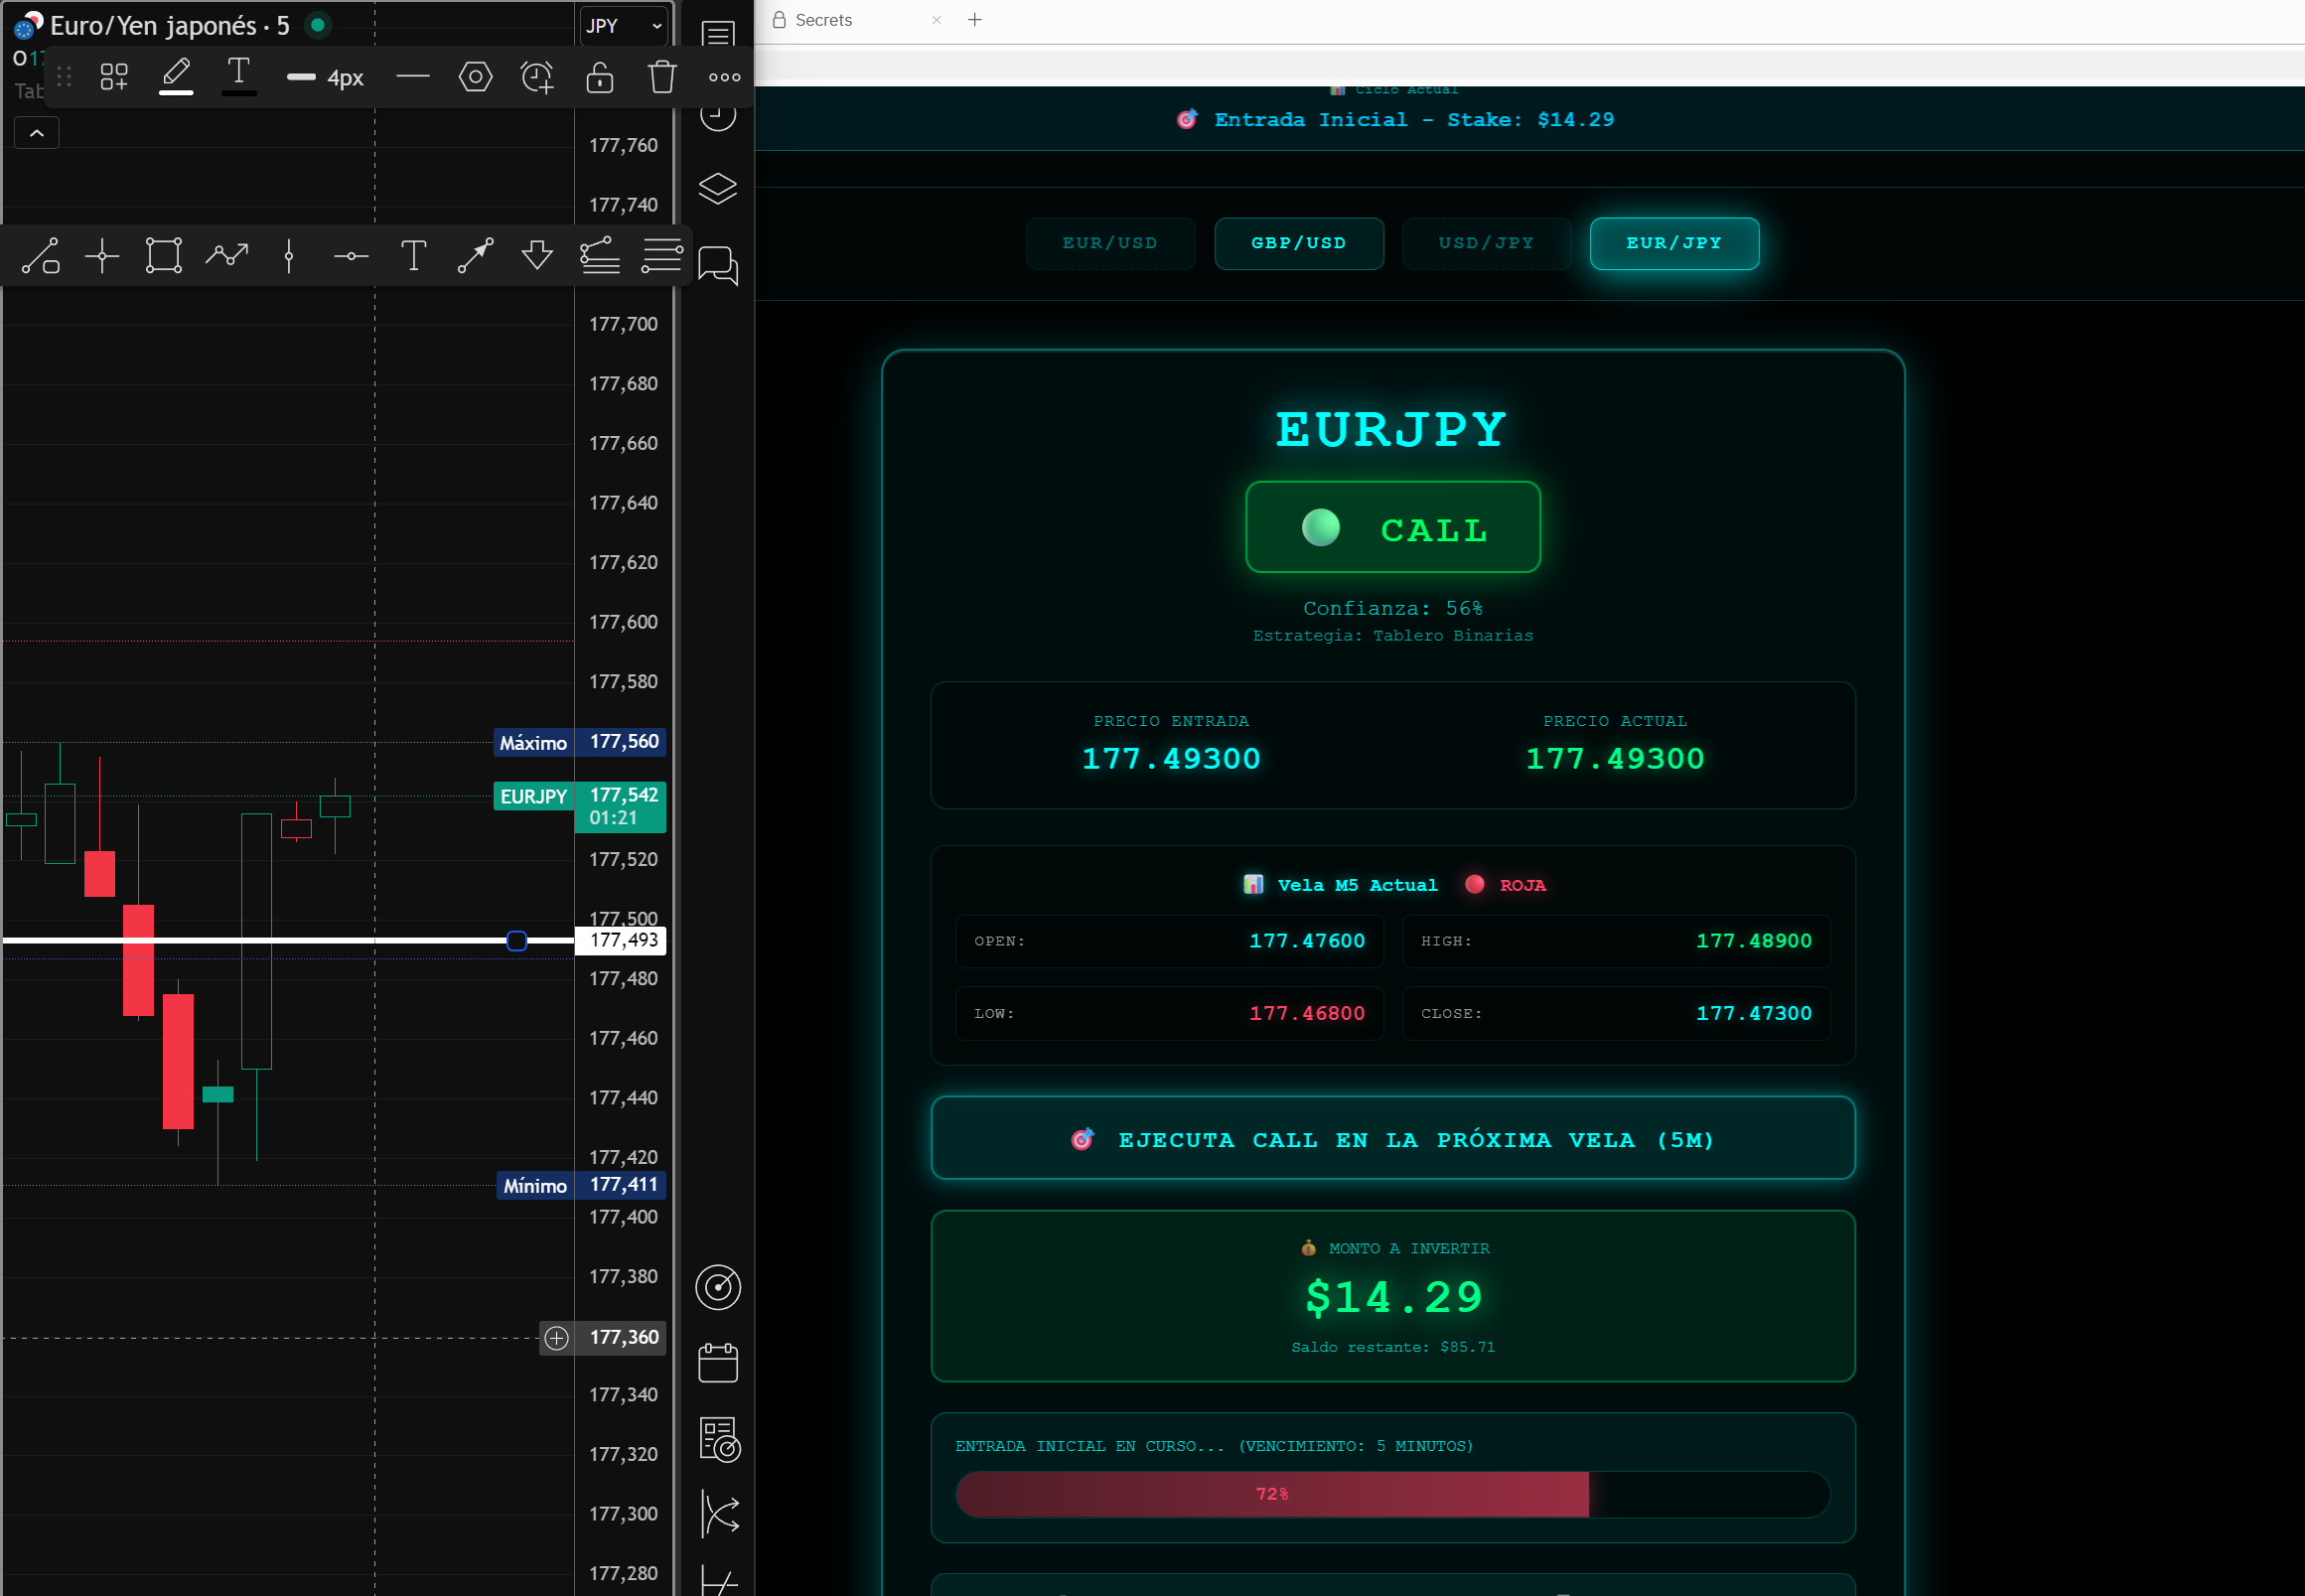 Euro/Yen japonés · 5
JPY
O17
Tab
4px
177,760
177,740
T
177,700
177,680
177,660
177,640
177,620
177,600
177,580
Máximo 177,560
EURJPY 177,542
01:21
177,520
177,500
177,493
177,480
177,460
177,440
177,420
Mínimo 177,411
177,400
177,380
177,360
177,340
177,320
177,300
177,280
Secrets
Ciclo Actual
Entrada Inicial - Stake: $14.29
EUR/USD
GBP/USD
USD/JPY
EUR/JPY
EURJPY
CALL
Confianza: 56%
Estrategia: Tablero Binarias
PRECIO ENTRADA
177.49300
PRECIO ACTUAL
177.49300
Vela M5 Actual ROJA
OPEN: 177.47600
HIGH: 177.48900
LOW: 177.46800
CLOSE: 177.47300
EJECUTA CALL EN LA PRÓXIMA VELA (5M)
MONTO A INVERTIR
$14.29
Saldo restante: $85.71
ENTRADA INICIAL EN CURSO... (VENCIMIENTO: 5 MINUTOS)
72%